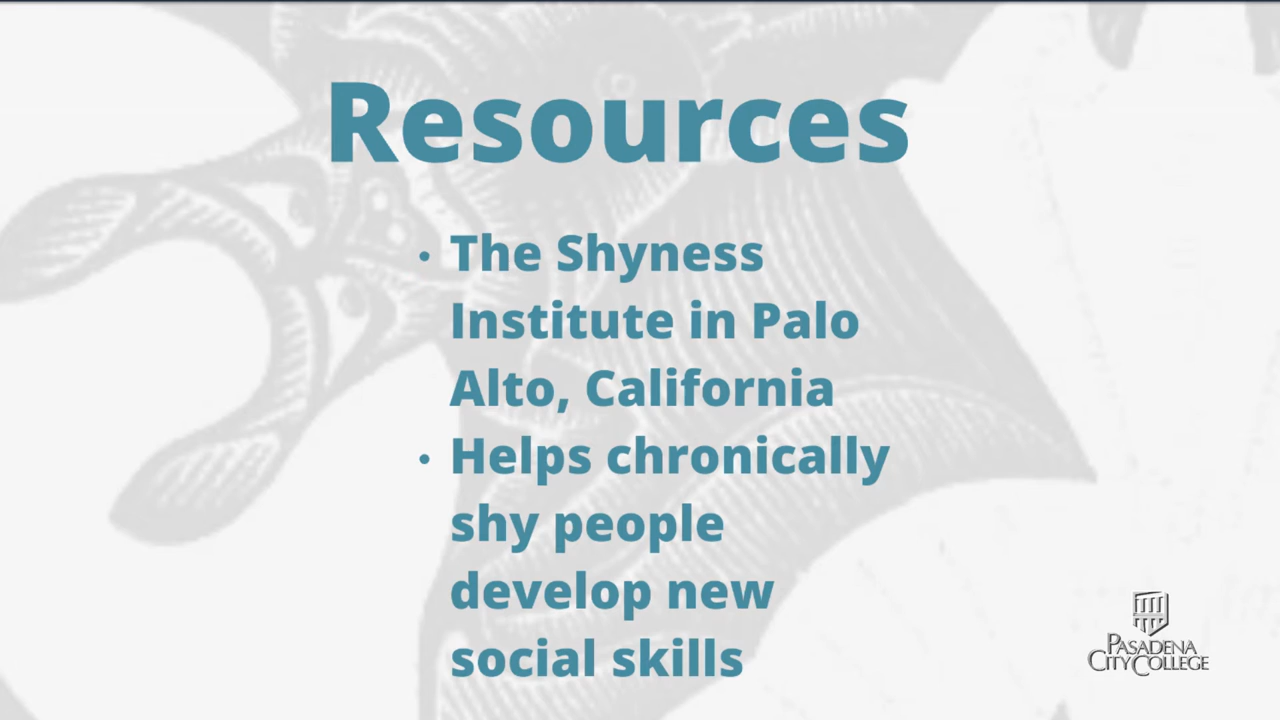 Resources
• The Shyness
Institute in Palo
Alto, California
• Helps chronically
shy people
develop new
social skills
PASADENA
CITY COLLEGE